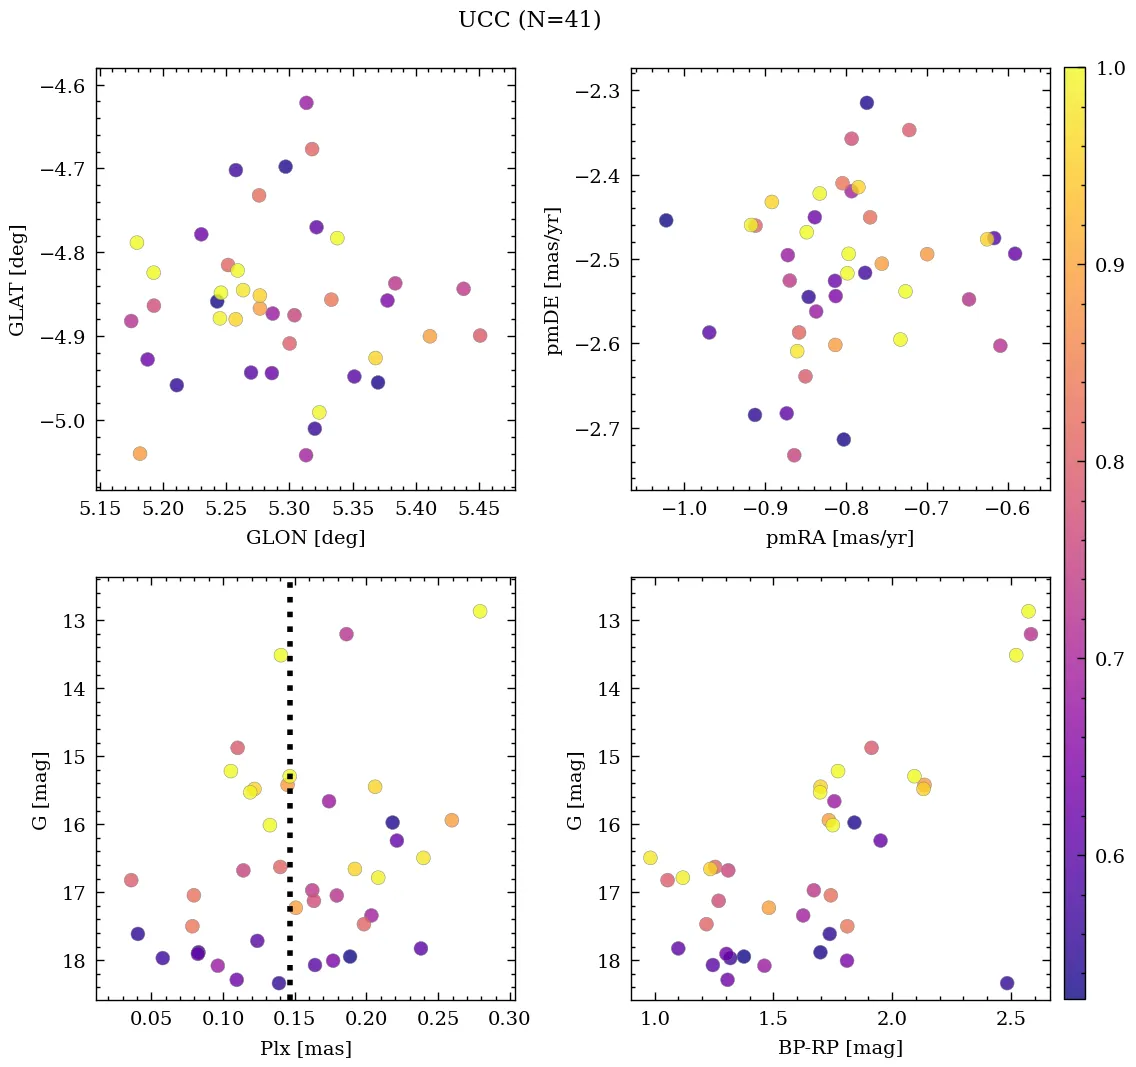 UCC (N=41)
−4.6
−4.7
−4.8
−4.9
−5.0
GLAT [deg]
5.15 5.20 5.25 5.30 5.35 5.40 5.45
GLON [deg]
−2.3
−2.4
−2.5
−2.6
−2.7
pmDE [mas/yr]
−1.0 −0.9 −0.8 −0.7 −0.6
pmRA [mas/yr]
1.0
0.9
0.8
0.7
0.6
13
14
15
16
17
18
G [mag]
0.05 0.10 0.15 0.20 0.25 0.30
Plx [mas]
13
14
15
16
17
18
G [mag]
1.0 1.5 2.0 2.5
BP-RP [mag]